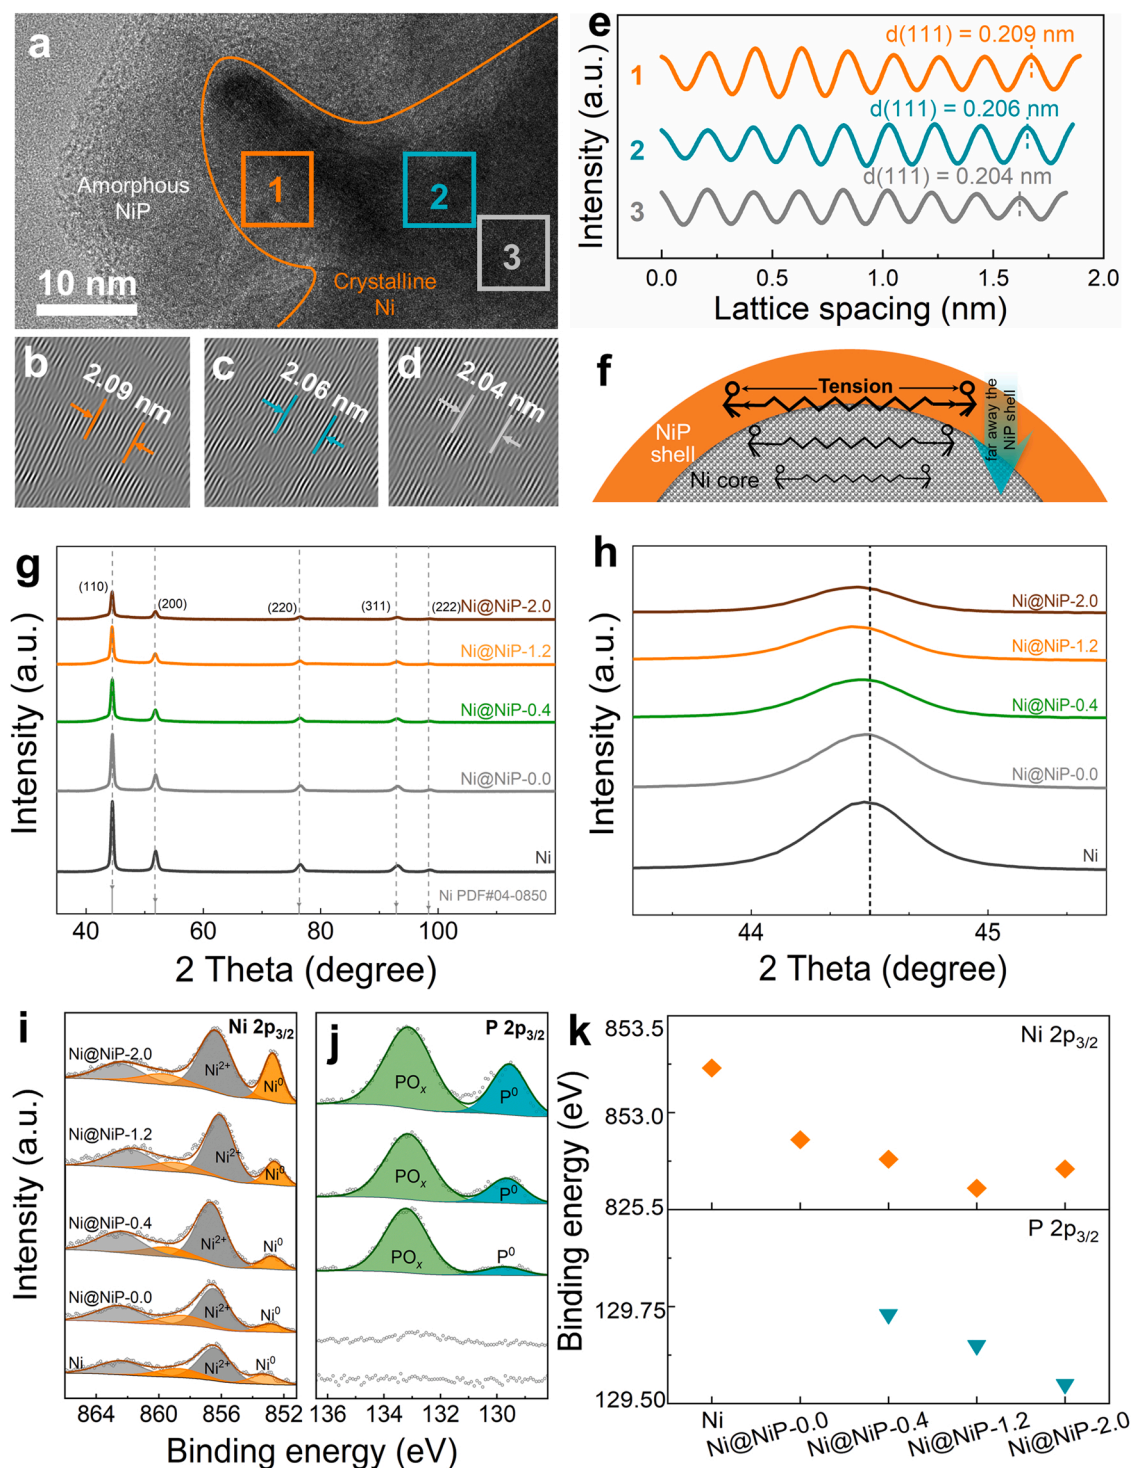 a
Amorphous
NiP
1
2
3
10 nm
Crystalline
Ni
b
2.09 nm
c
2.06 nm
d
2.04 nm
e
Intensity (a.u.)
1
d(111) = 0.209 nm
2
d(111) = 0.206 nm
3
d(111) = 0.204 nm
0.0 0.5 1.0 1.5 2.0
Lattice spacing (nm)
f
Tension
NiP
shell
Ni core
far away the
NiP shell
g
Intensity (a.u.)
(110) (200) (220) (311) (222)
Ni@NiP-2.0
Ni@NiP-1.2
Ni@NiP-0.4
Ni@NiP-0.0
Ni
Ni PDF#04-0850
40 60 80 100
2 Theta (degree)
h
Intensity (a.u.)
Ni@NiP-2.0
Ni@NiP-1.2
Ni@NiP-0.4
Ni@NiP-0.0
Ni
44 45
2 Theta (degree)
i
Intensity (a.u.)
Ni 2p3/2
Ni@NiP-2.0
Ni2+
Ni0
Ni@NiP-1.2
Ni2+
Ni0
Ni@NiP-0.4
Ni2+
Ni0
Ni@NiP-0.0
Ni2+
Ni0
Ni
Ni2+
Ni0
864 860 856 852
j
P 2p3/2
POx
P0
POx
P0
POx
P0
136 134 132 130
Binding energy (eV)
k
Binding energy (eV)
Ni 2p3/2
853.5
853.0
825.5
P 2p3/2
129.75
129.50
Ni
Ni@NiP-0.0
Ni@NiP-0.4
Ni@NiP-1.2
Ni@NiP-2.0